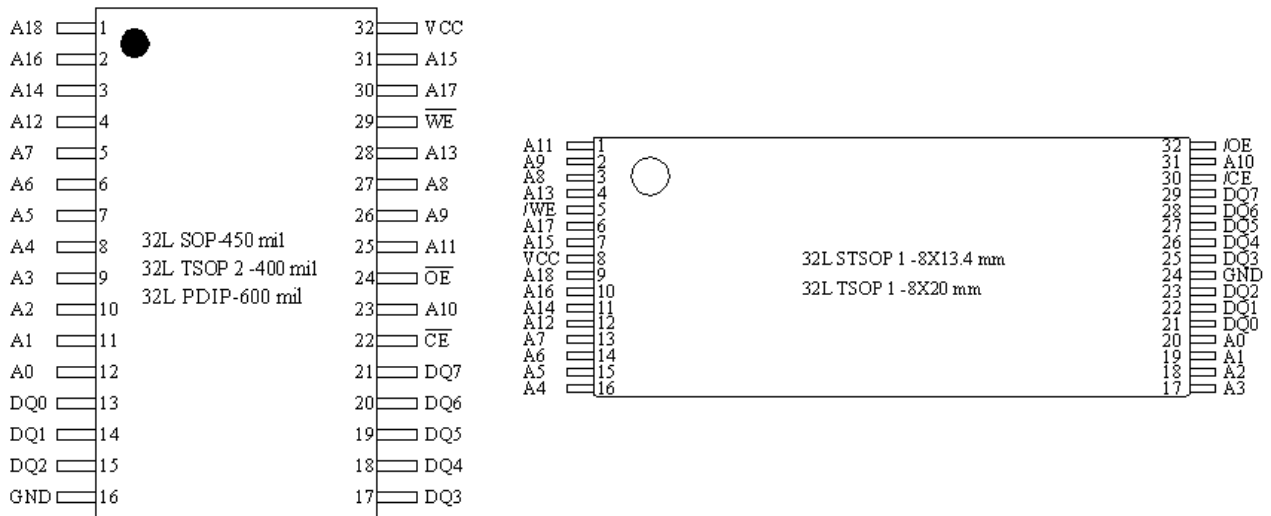 A18 1 32 VCC
A16 2 31 A15
A14 3 30 A17
A12 4 29 W̅E̅
A7 5 28 A13
A6 6 27 A8
A5 7 26 A9
A4 8 25 A11
A3 9 24 O̅E̅
A2 10 23 A10
A1 11 22 C̅E̅
A0 12 21 DQ7
DQ0 13 20 DQ6
DQ1 14 19 DQ5
DQ2 15 18 DQ4
GND 16 17 DQ3
32L SOP-450 mil
32L TSOP 2 -400 mil
32L PDIP-600 mil
A11 1 32 /OE
A9 2 31 A10
A8 3 30 /CE
A13 4 29 DQ7
/WE 5 28 DQ6
A17 6 27 DQ5
A15 7 26 DQ4
VCC 8 25 DQ3
A18 9 24 GND
A16 10 23 DQ2
A14 11 22 DQ1
A12 12 21 DQ0
A7 13 20 A0
A6 14 19 A1
A5 15 18 A2
A4 16 17 A3
32L STSOP 1 -8X13.4 mm
32L TSOP 1 -8X20 mm